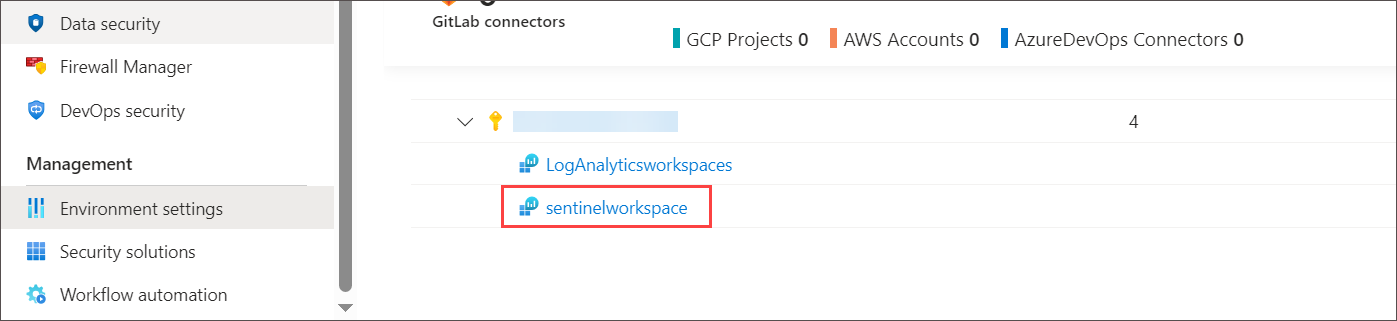 Data security
Firewall Manager
DevOps security
Management
Environment settings
Security solutions
Workflow automation
GitLab connectors
GCP Projects 0
AWS Accounts 0
AzureDevOps Connectors 0
4
LogAnalyticsworkspaces
sentinelworkspace